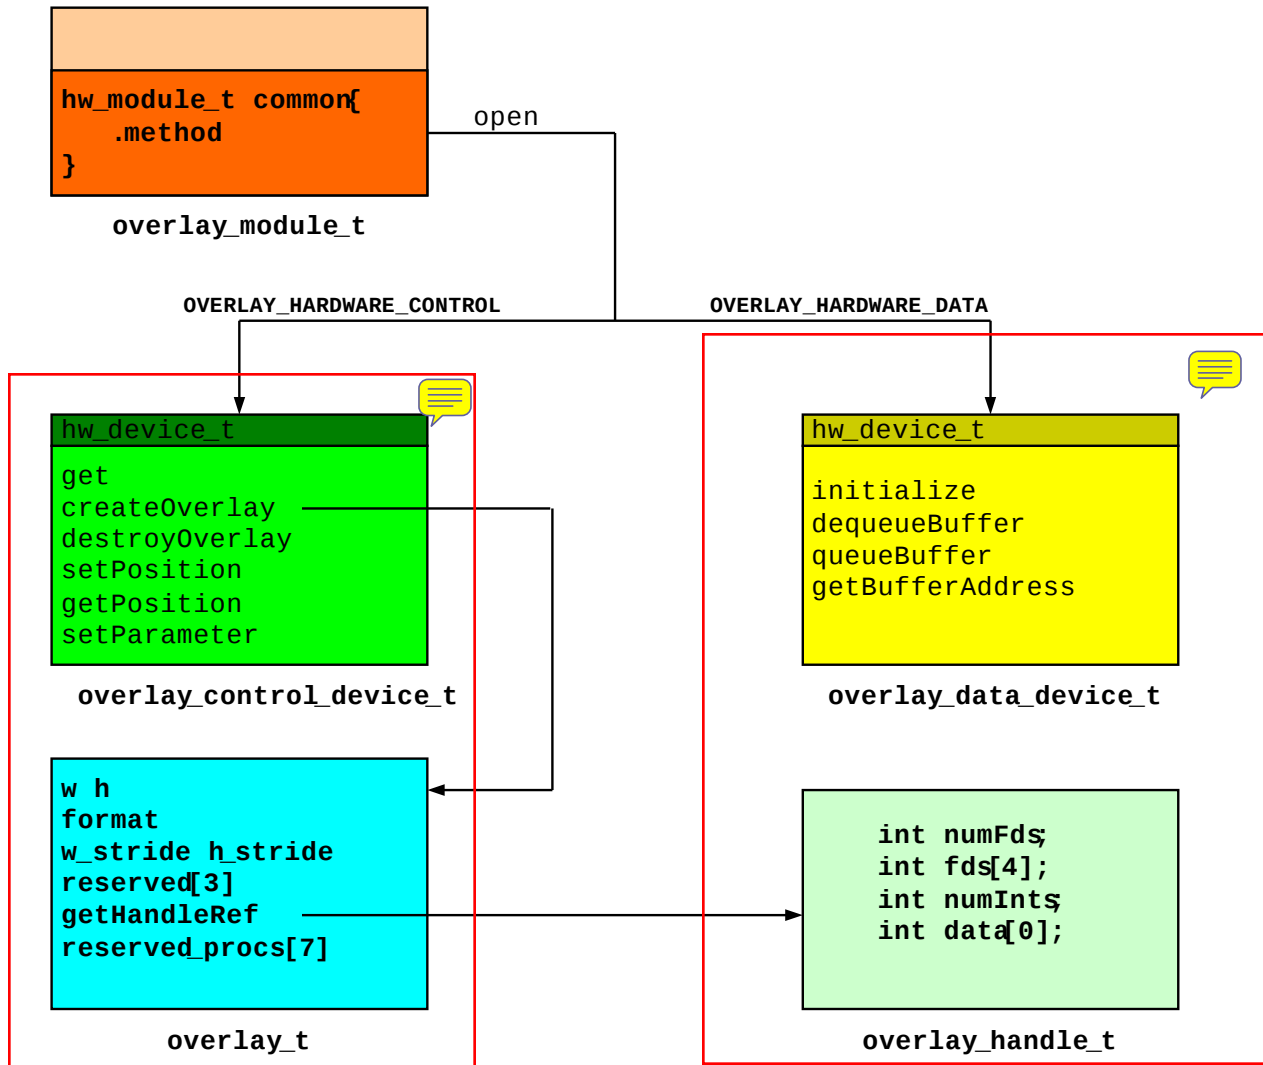 hw_module_t common{
.method
}
open
overlay_module_t
OVERLAY_HARDWARE_CONTROL
OVERLAY_HARDWARE_DATA
hw_device_t
get
createOverlay
destroyOverlay
setPosition
getPosition
setParameter
overlay_control_device_t
hw_device_t
initialize
dequeueBuffer
queueBuffer
getBufferAddress
overlay_data_device_t
w h
format
w_stride h_stride
reserved[3]
getHandleRef
reserved_procs[7]
overlay_t
int numFds;
int fds[4];
int numInts;
int data[0];
overlay_handle_t